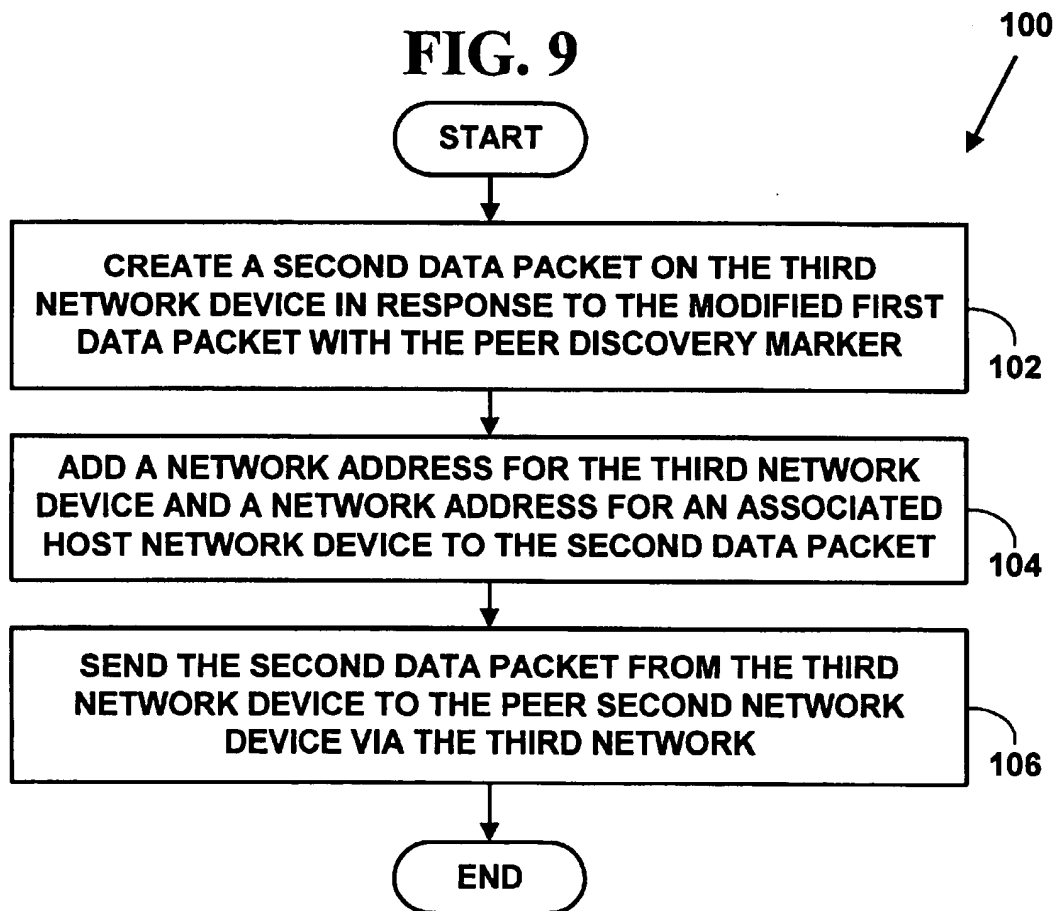 100
FIG. 9
START
CREATE A SECOND DATA PACKET ON THE THIRD
NETWORK DEVICE IN RESPONSE TO THE MODIFIED FIRST
DATA PACKET WITH THE PEER DISCOVERY MARKER
102
ADD A NETWORK ADDRESS FOR THE THIRD NETWORK
DEVICE AND A NETWORK ADDRESS FOR AN ASSOCIATED
HOST NETWORK DEVICE TO THE SECOND DATA PACKET
104
SEND THE SECOND DATA PACKET FROM THE THIRD
NETWORK DEVICE TO THE PEER SECOND NETWORK
DEVICE VIA THE THIRD NETWORK
106
END